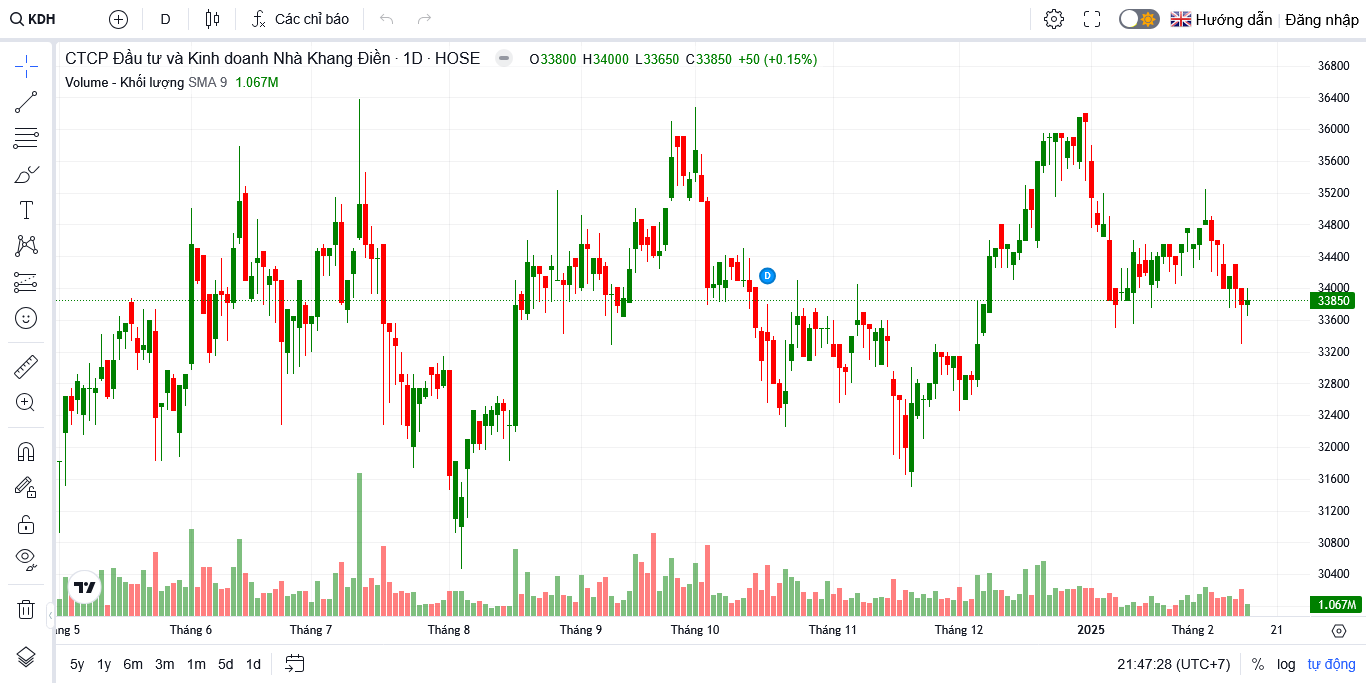 KDH D Các chỉ báo Hướng dẫn Đăng nhập
CTCP Đầu tư và Kinh doanh Nhà Khang Điền · 1D · HOSE O33800 H34000 L33650 C33850 +50 (+0.15%)
Volume - Khối lượng SMA 9 1.067M
36800
36400
36000
35600
35200
34800
34400
34000
33850
33600
33200
32800
32400
32000
31600
31200
30800
30400
1.067M
D
ng 5 Tháng 6 Tháng 7 Tháng 8 Tháng 9 Tháng 10 Tháng 11 Tháng 12 2025 Tháng 2 21
5y 1y 6m 3m 1m 5d 1d 21:47:28 (UTC+7) % log tự động